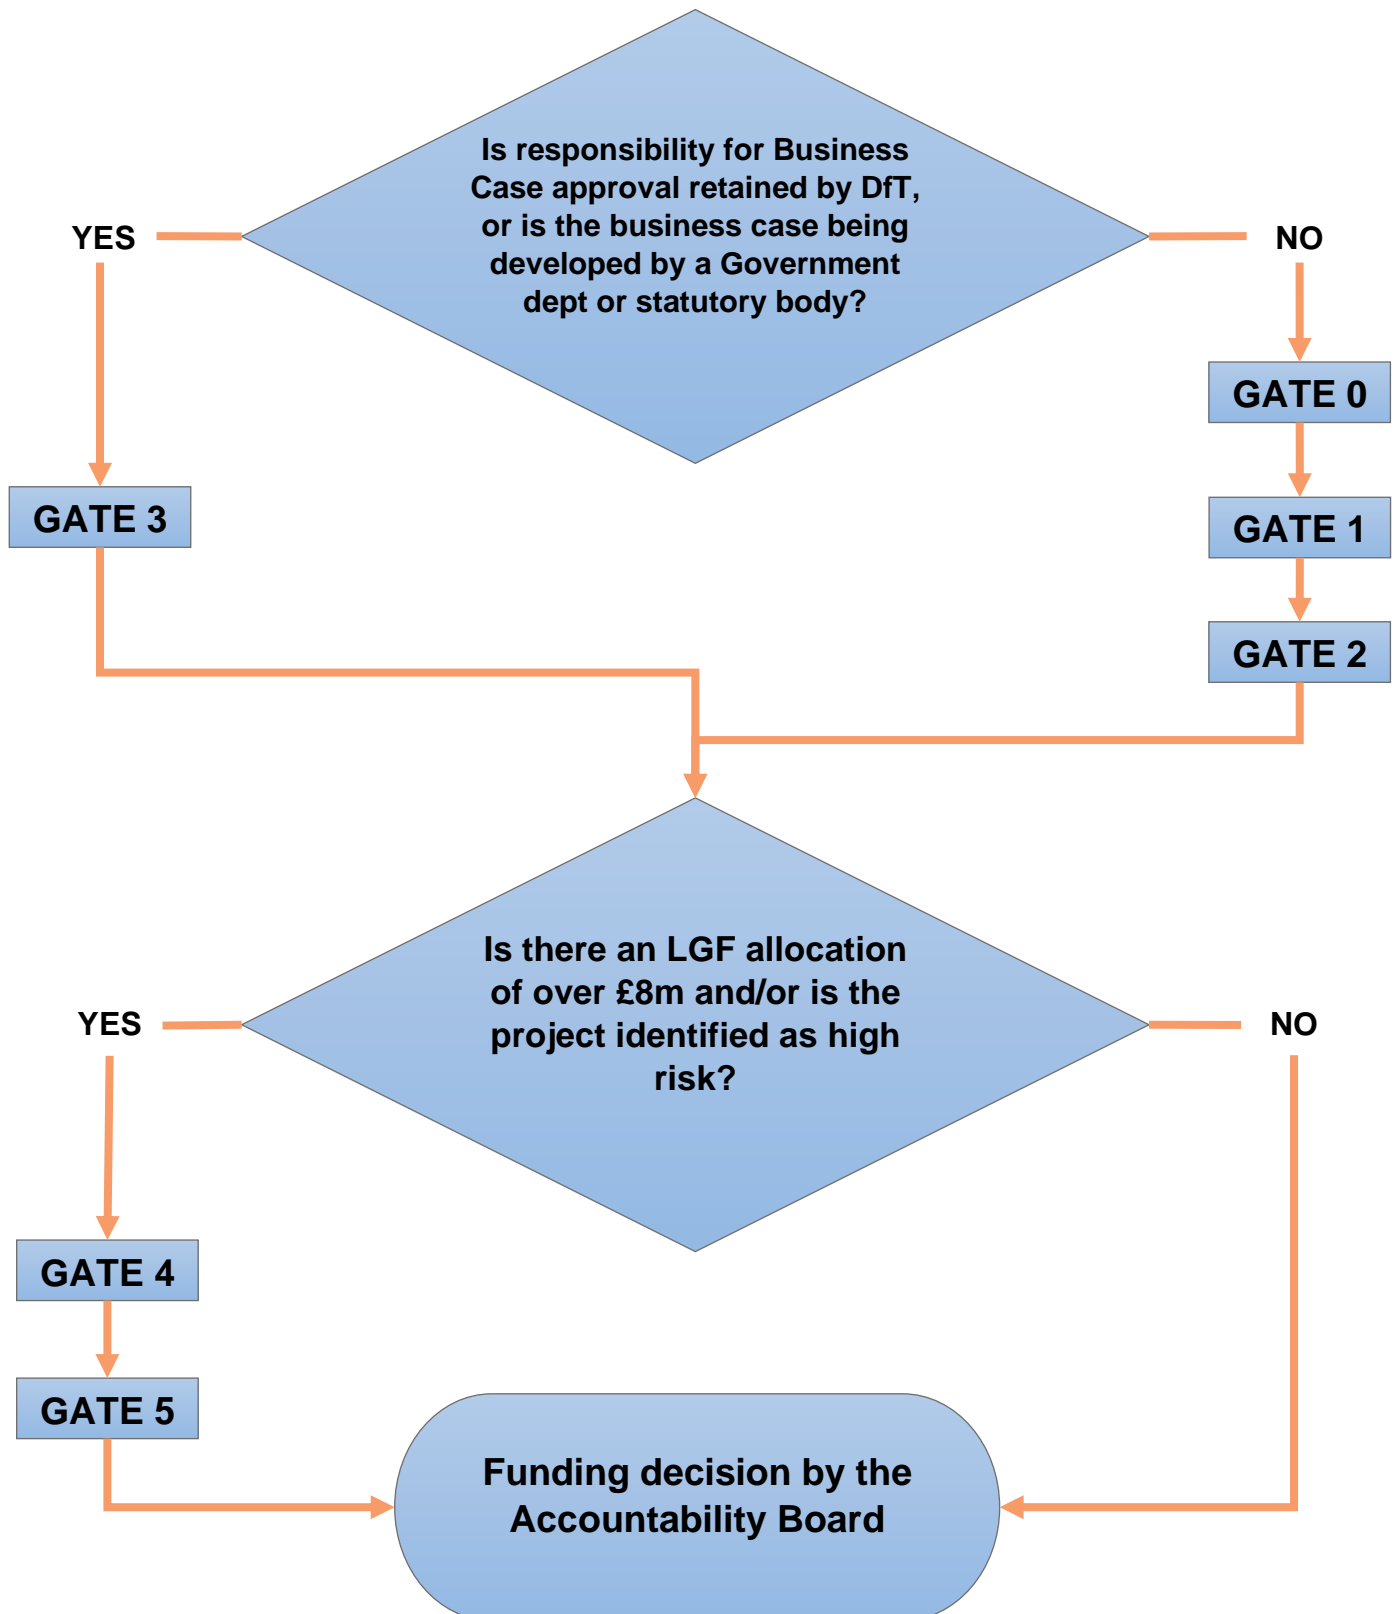 Is responsibility for Business
Case approval retained by DfT,
or is the business case being
developed by a Government
dept or statutory body?
YES
NO
GATE 0
GATE 3
GATE 1
GATE 2
Is there an LGF allocation
of over £8m and/or is the
project identified as high
risk?
YES
NO
GATE 4
GATE 5
Funding decision by the
Accountability Board